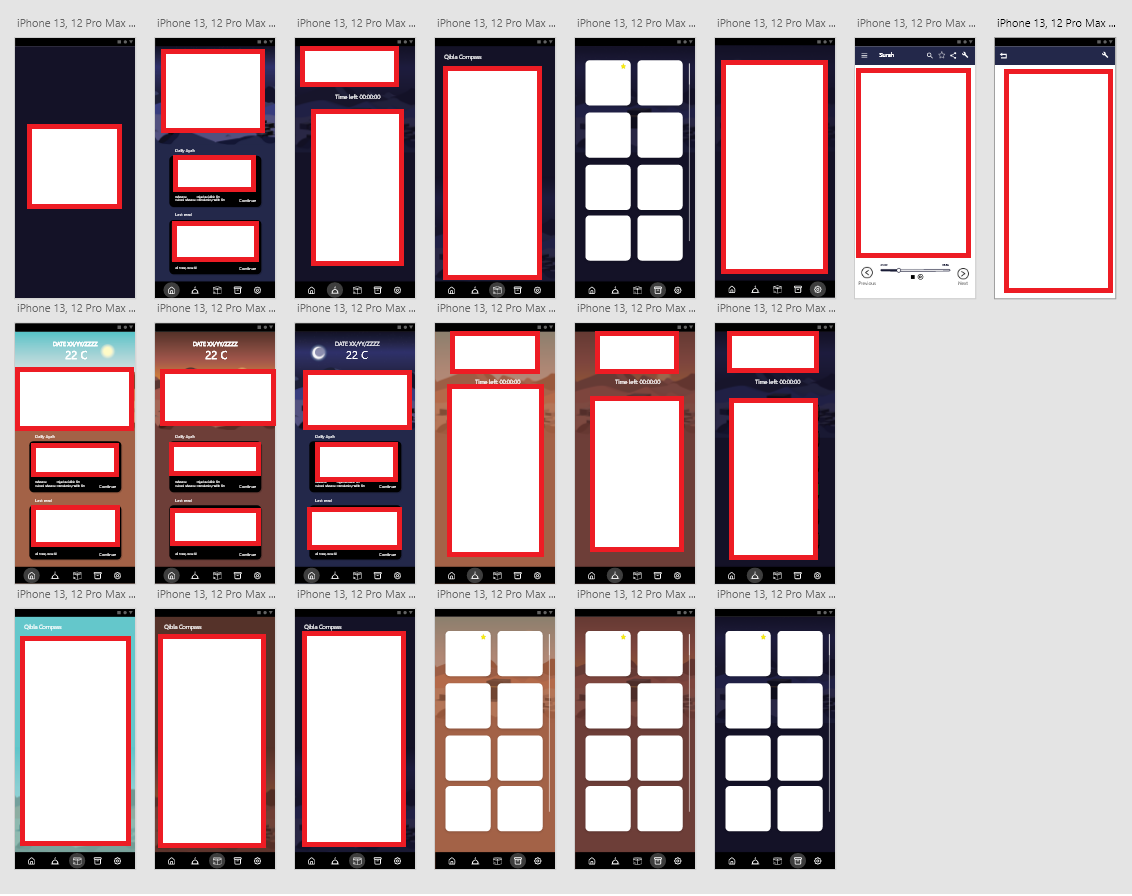 iPhone 13, 12 Pro Max ...
iPhone 13, 12 Pro Max ...
iPhone 13, 12 Pro Max ...
iPhone 13, 12 Pro Max ...
iPhone 13, 12 Pro Max ...
iPhone 13, 12 Pro Max ...
iPhone 13, 12 Pro Max ...
iPhone 13, 12 Pro Max ...
Daily Ayah
Continue
Last read
Continue
Time left: 00:00:00
Qibla Compass
Surah
Previous
Next
iPhone 13, 12 Pro Max ...
iPhone 13, 12 Pro Max ...
iPhone 13, 12 Pro Max ...
iPhone 13, 12 Pro Max ...
iPhone 13, 12 Pro Max ...
iPhone 13, 12 Pro Max ...
DATE XX/YY/ZZZZ
22 C
Daily Ayah
Continue
Last read
Continue
DATE XX/YY/ZZZZ
22 C
Daily Ayah
Continue
Last read
Continue
DATE XX/YY/ZZZZ
22 C
Daily Ayah
Continue
Last read
Continue
Time left: 00:00:00
Time left: 00:00:00
Time left: 00:00:00
iPhone 13, 12 Pro Max ...
iPhone 13, 12 Pro Max ...
iPhone 13, 12 Pro Max ...
iPhone 13, 12 Pro Max ...
iPhone 13, 12 Pro Max ...
iPhone 13, 12 Pro Max ...
Qibla Compass
Qibla Compass
Qibla Compass